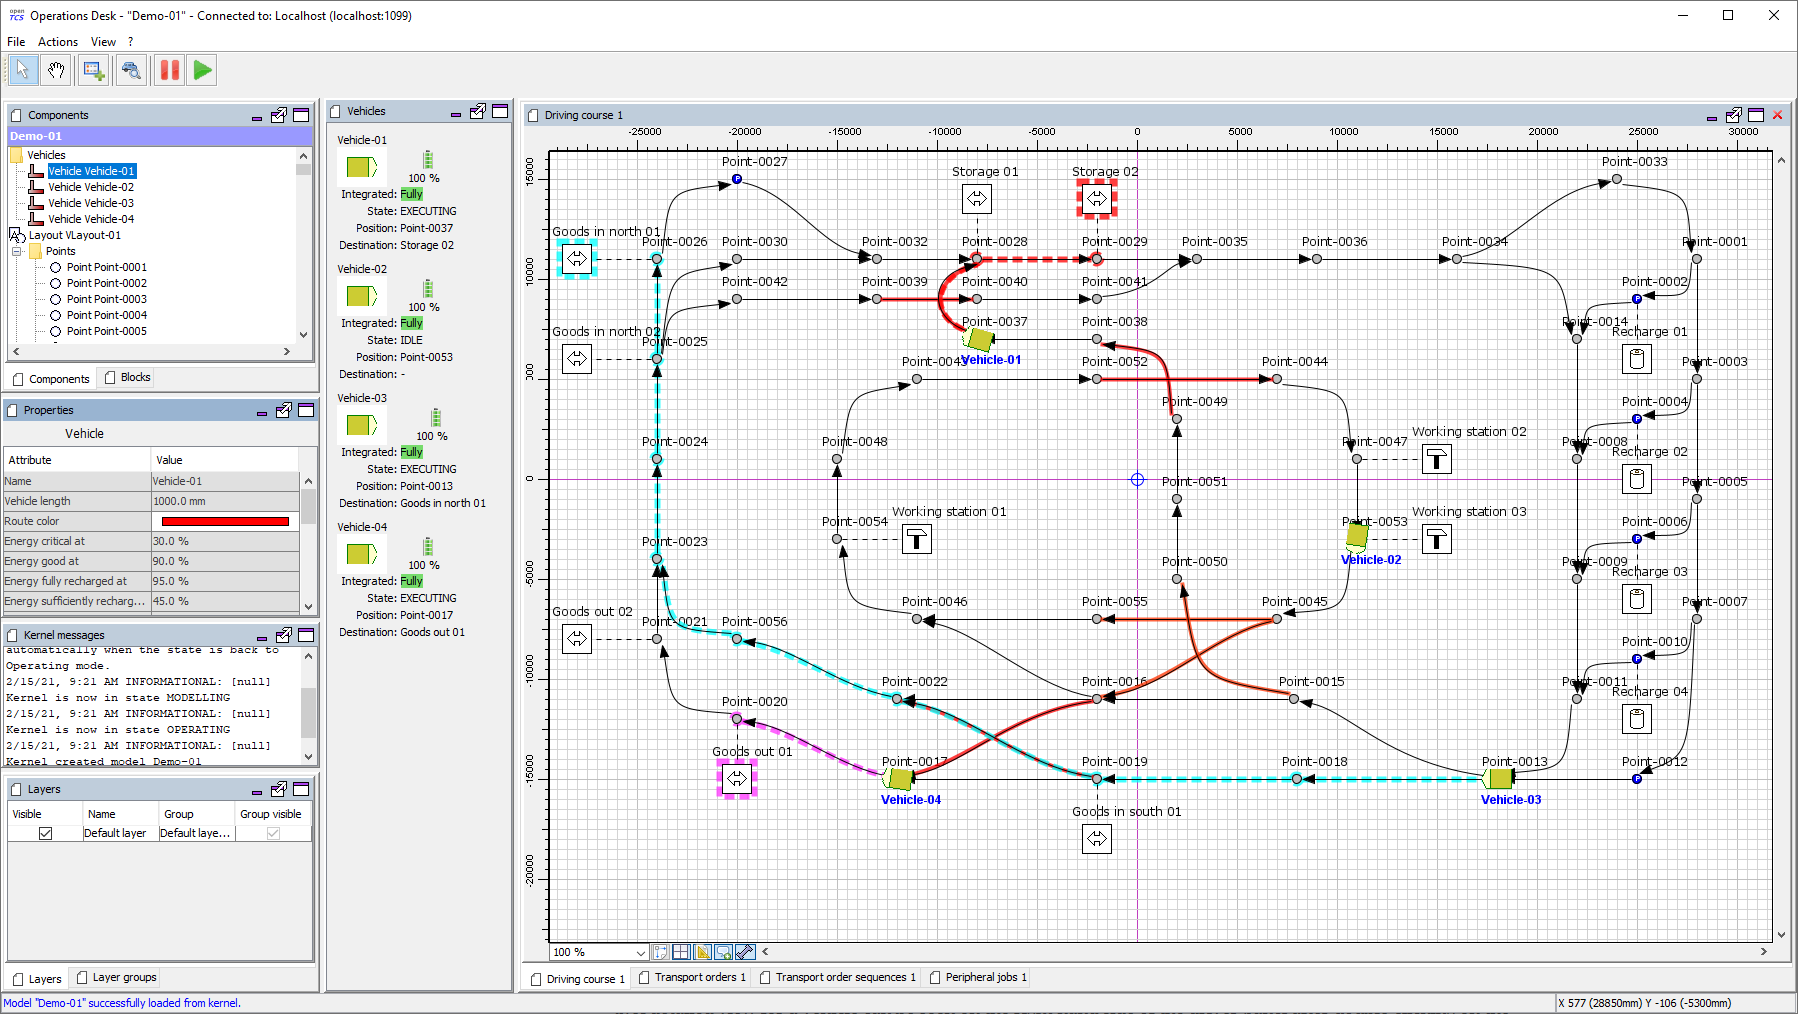 open TCS
Operations Desk - "Demo-01" - Connected to: Localhost (localhost:1099)
File Actions View ?
Components
Demo-01
Vehicles
Vehicle Vehicle-01
Vehicle Vehicle-02
Vehicle Vehicle-03
Vehicle Vehicle-04
Layout VLayout-01
Points
Point Point-0001
Point Point-0002
Point Point-0003
Point Point-0004
Point Point-0005
Components Blocks
Properties
Vehicle
Attribute Value
Name Vehicle-01
Vehicle length 1000.0 mm
Route color
Energy critical at 30.0 %
Energy good at 90.0 %
Energy fully recharged at 95.0 %
Energy sufficiently recharg... 45.0 %
Kernel messages
automatically when the state is back to
Operating mode.
2/15/21, 9:21 AM INFORMATIONAL: [null]
Kernel is now in state MODELLING
2/15/21, 9:21 AM INFORMATIONAL: [null]
Kernel is now in state OPERATING
2/15/21, 9:21 AM INFORMATIONAL: [null]
Kernel created model Demo-01
Layers
Visible Name Group Group visible
Default layer Default laye...
Layers Layer groups
Model "Demo-01" successfully loaded from kernel.
Vehicles
Vehicle-01
100 %
Integrated: Fully
State: EXECUTING
Position: Point-0037
Destination: Storage 02
Vehicle-02
100 %
Integrated: Fully
State: IDLE
Position: Point-0053
Destination: -
Vehicle-03
100 %
Integrated: Fully
State: EXECUTING
Position: Point-0013
Destination: Goods in north 01
Vehicle-04
100 %
Integrated: Fully
State: EXECUTING
Position: Point-0017
Destination: Goods out 01
Driving course 1
-25000 -20000 -15000 -10000 -5000 0 5000 10000 15000 20000 25000 30000
15000
10000
0
-5000
-10000
-15000
-20000
Point-0027 Point-0033
Storage 01 Storage 02
Goods in north 01
Point-0026 Point-0030 Point-0032 Point-0028 Point-0029 Point-0035 Point-0036 Point-0034 Point-0001
Point-0042 Point-0039 Point-0040 Point-0041 Point-0002
Goods in north 02 Point-0037 Point-0038 Point-0014 Recharge 01
Point-0025
Vehicle-01
Point-0043 Point-0052 Point-0044 Point-0003
Point-0049 Point-0004
Point-0024 Point-0048 Point-0047 Working station 02 Point-0008 Recharge 02
Point-0051 Point-0005
Working station 01 Working station 03
Point-0023 Point-0054 Point-0053 Point-0006
Vehicle-02
Point-0050 Point-0009 Recharge 03
Goods out 02 Point-0046 Point-0055 Point-0045 Point-0007
Point-0021 Point-0056 Point-0010
Point-0022 Point-0016 Point-0015 Point-0011 Recharge 04
Point-0020
Goods out 01
Point-0017 Point-0019 Point-0018 Point-0013 Point-0012
Vehicle-04 Vehicle-03
Goods in south 01
100 %
Driving course 1 Transport orders 1 Transport order sequences 1 Peripheral jobs 1
X 577 (28850mm) Y -106 (-5300mm)